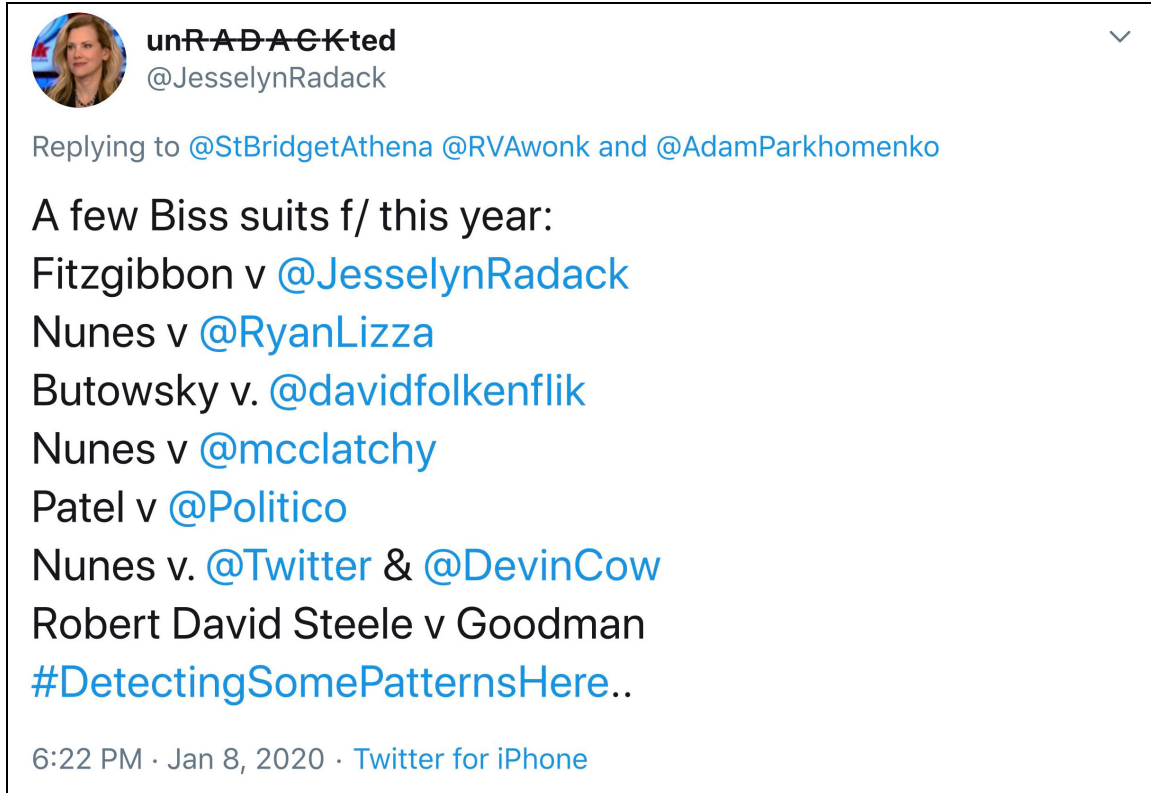 unRADACKted
@JesselynRadack
Replying to @StBridgetAthena @RVAwonk and @AdamParkhomenko
A few Biss suits f/ this year:
Fitzgibbon v @JesselynRadack
Nunes v @RyanLizza
Butowsky v. @davidfolkenflik
Nunes v @mcclatchy
Patel v @Politico
Nunes v. @Twitter & @DevinCow
Robert David Steele v Goodman
#DetectingSomePatternsHere..
6:22 PM · Jan 8, 2020 · Twitter for iPhone